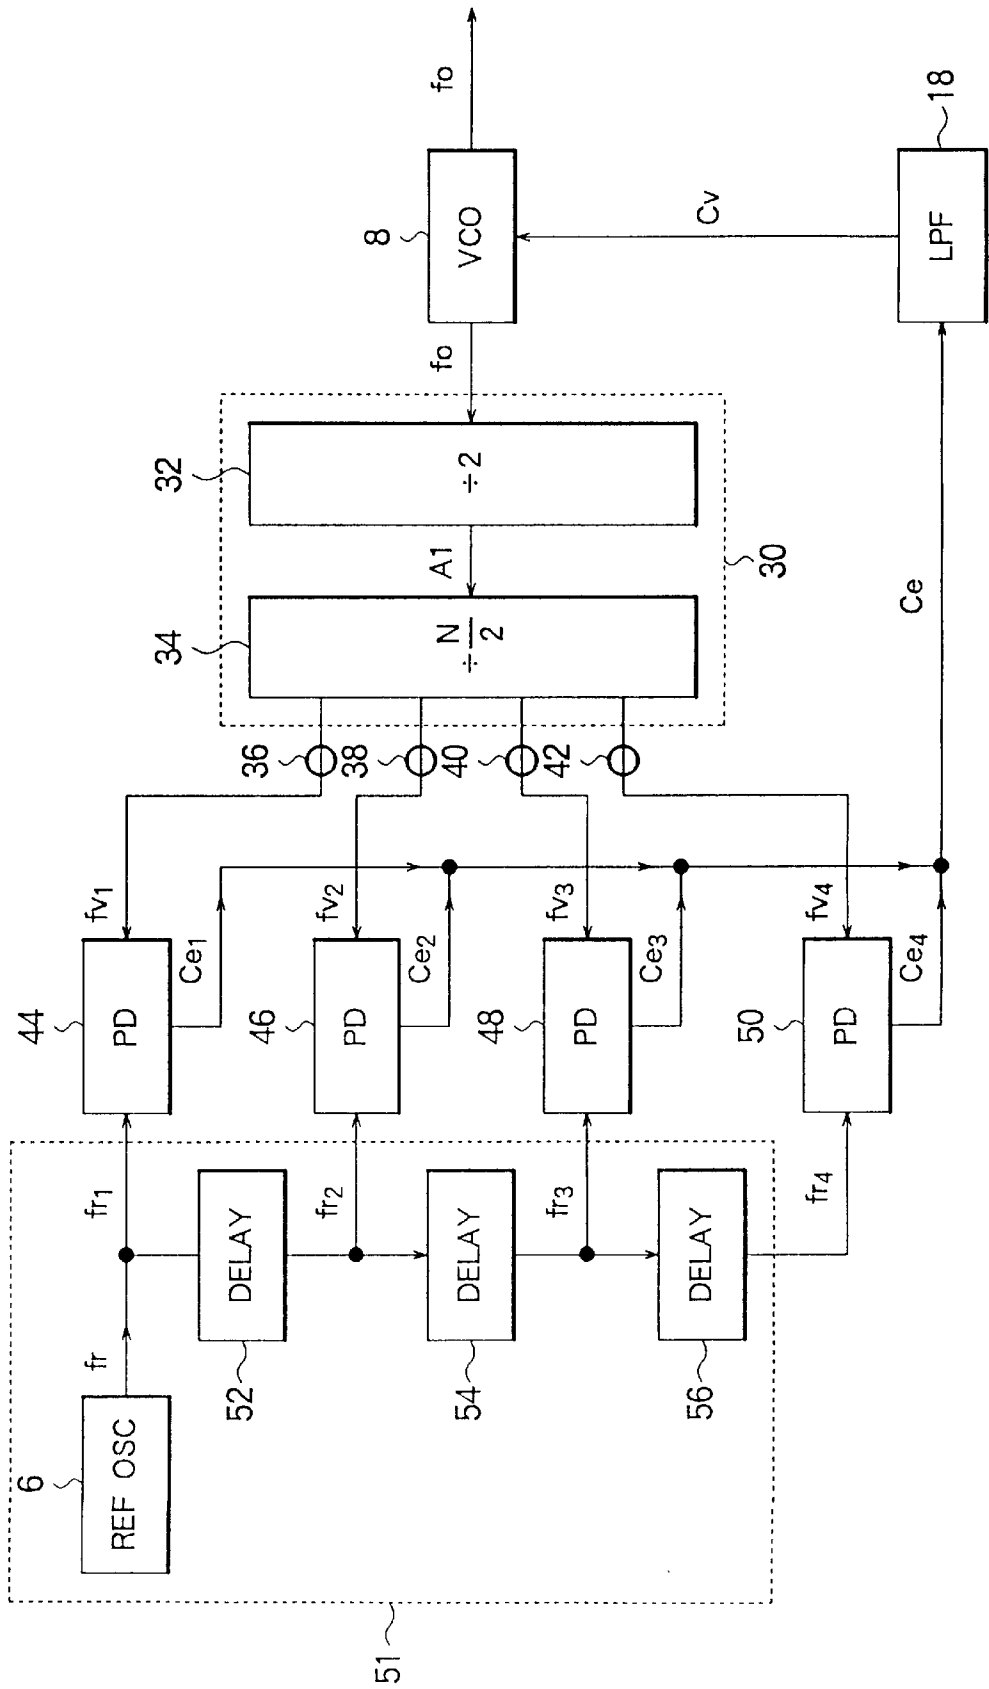 6
REF OSC
fr
fr1
44
PD
fv1
Ce1
52
DELAY
fr2
46
PD
fv2
Ce2
54
DELAY
fr3
48
PD
fv3
Ce3
56
DELAY
fr4
50
PD
fv4
Ce4
51
36
38
40
42
34
÷ N/2
A1
32
÷2
30
fo
8
VCO
fo
Cv
Ce
LPF
18